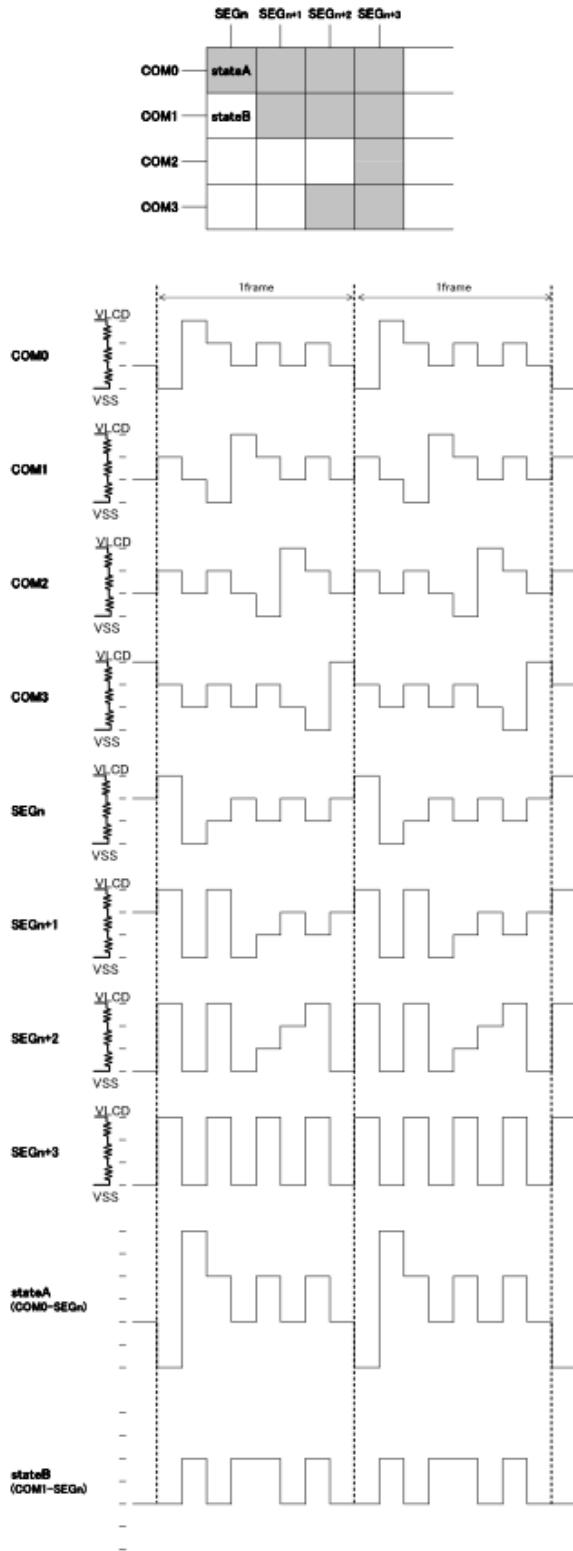 SEGn SEGn+1 SEGn+2 SEGn+3
COM0 stateA
COM1 stateB
COM2
COM3
1frame 1frame
VLCD
COM0
VSS
VLCD
COM1
VSS
VLCD
COM2
VSS
VLCD
COM3
VSS
VLCD
SEGn
VSS
VLCD
SEGn+1
VSS
VLCD
SEGn+2
VSS
VLCD
SEGn+3
VSS
stateA
(COM0-SEGn)
stateB
(COM1-SEGn)